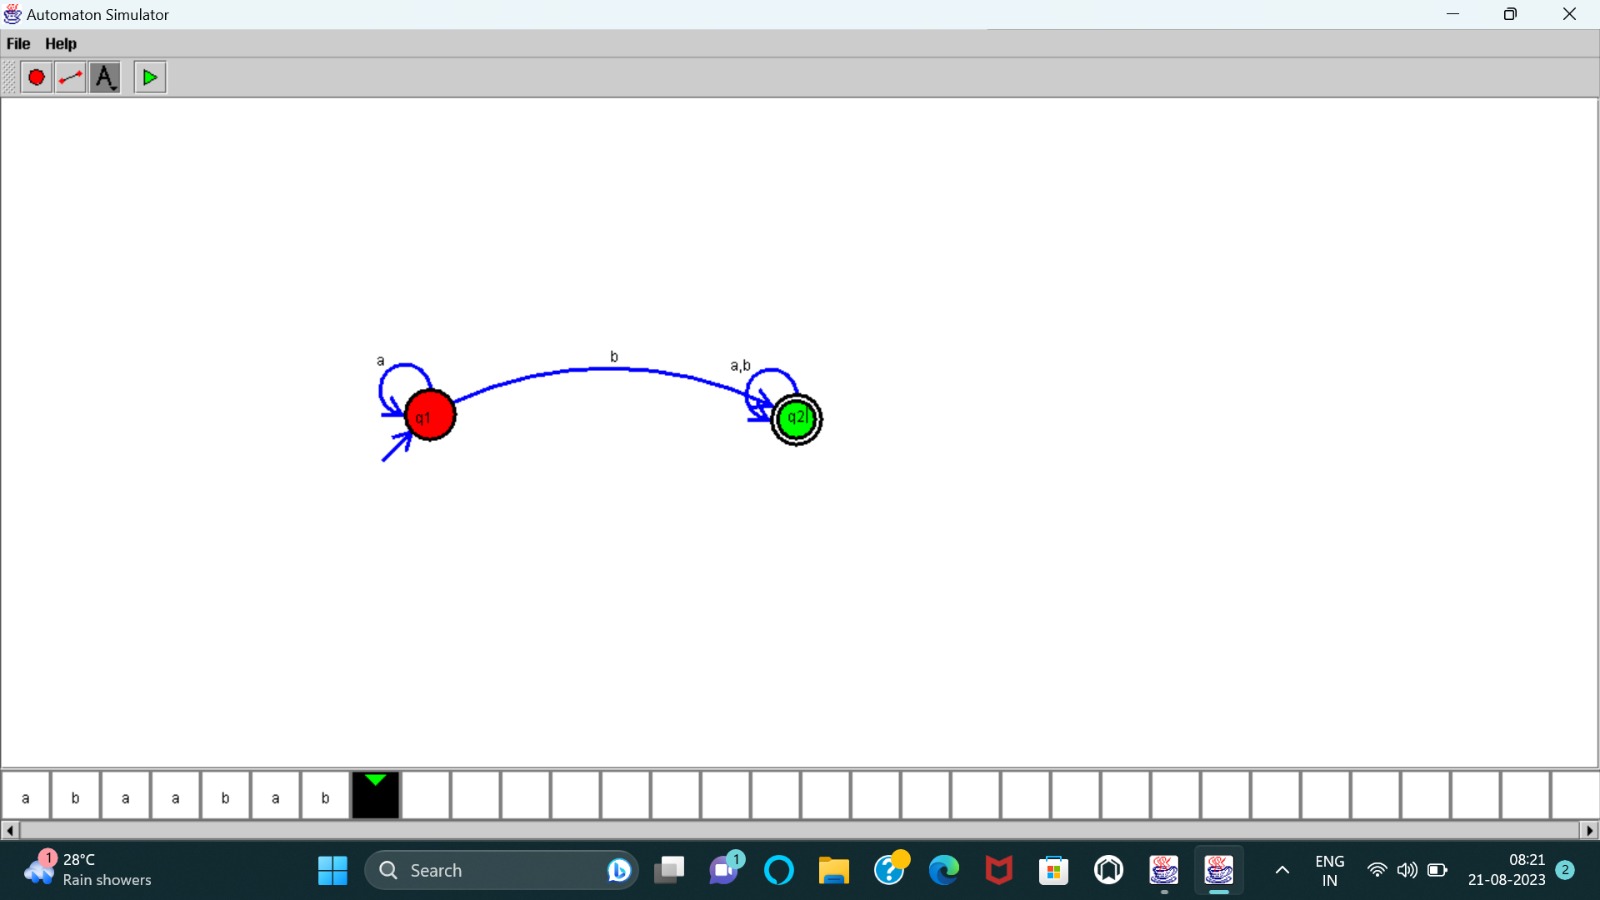 Automaton Simulator
File Help
A
a
b
a,b
q1
q2
a b a a b a b
1
28°C
Rain showers
Search
1
ENG
IN
08:21
21-08-2023
2